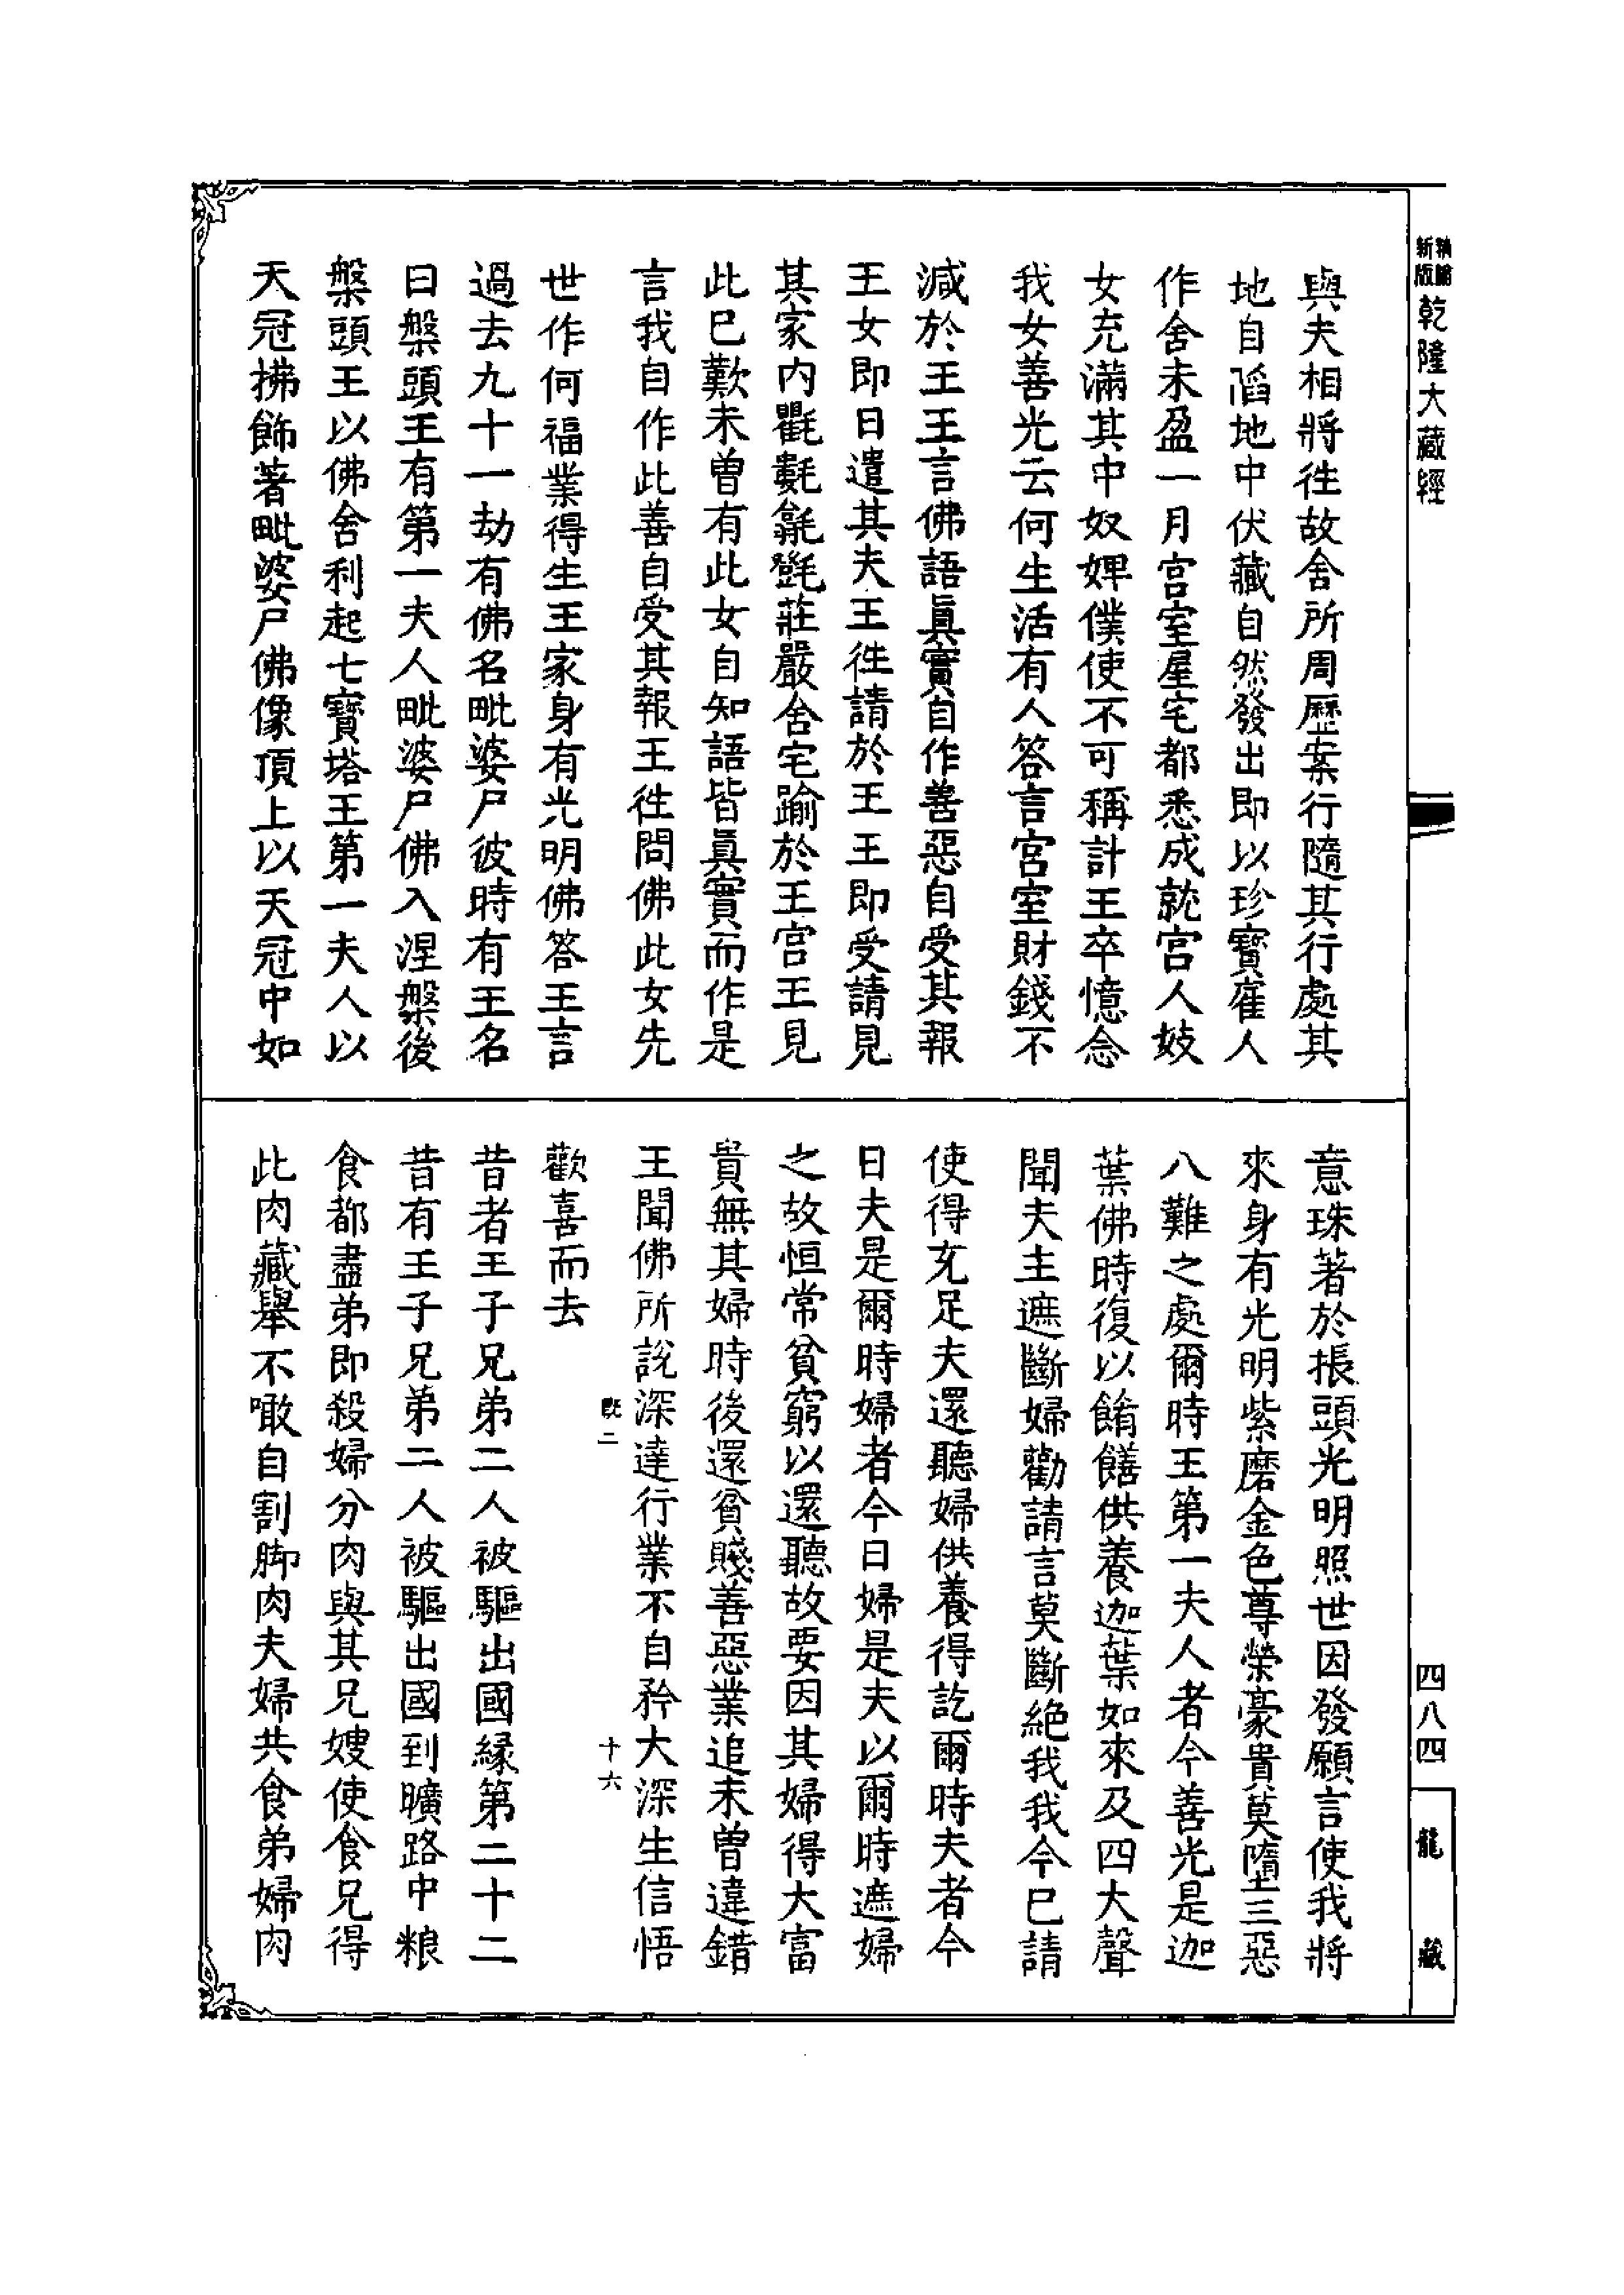 新版
精縮
乾隆大藏經
與夫相將徃故舍所周歷案行隨其行處其
地自䧟地中伏藏自然發出即以珍寳雇人
作舍未盈一月宫室屋宅都悉成就宫人妓
女充滿其中奴婢僕使不可稱計王卒憶念
我女善光云何生活有人答言宫室財錢不
減於王王言佛語眞實自作善惡自受其報
王女即日遣其夫王徃請於王王即受請見
其家内氍毹㲪㲩莊嚴舍宅踰於王宫王見
此已歎未曽有此女自知語皆眞實而作是
言我自作此善自受其報王徃問佛此女先
世作何福業得生王家身有光明佛答王言
過去九十一劫有佛名毗婆尸彼時有王名
曰槃頭王有第一夫人毗婆尸佛入涅槃後
槃頭王以佛舍利起七寳塔王第一夫人以
天冠拂飾著毗婆尸佛像頂上以天冠中如
意珠著於棖頭光明照世因發願言使我將
來身有光明紫磨金色尊榮豪貴莫墮三惡
八難之處爾時王第一夫人者今善光是迦
葉佛時復以餚饍供養迦葉如來及四大聲
聞夫主遮斷婦勸請言莫斷絶我我今已請
使得充足夫還聽婦供養得訖爾時夫者今
日夫是爾時婦者今日婦是夫以爾時遮婦
之故恒常貧窮以還聽故要因其婦得大富
貴無其婦時後還貧賤善惡業追未曽違錯
王聞佛所說深達行業不自矜大深生信悟
旣二
十六
歡喜而去
昔者王子兄弟二人被驅出國縁第二十二
昔有王子兄弟二人被驅出國到曠路中粮
食都盡弟即殺婦分肉與其兄嫂使食兄得
此肉藏舉不噉自割脚肉夫婦共食弟婦肉
四八四
龍藏